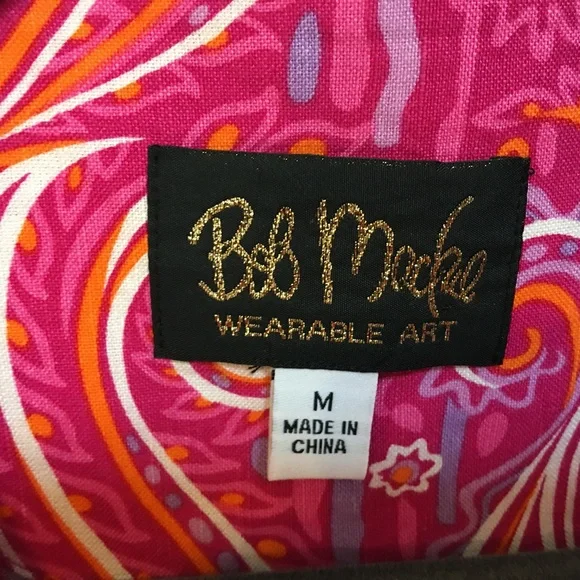 Bob Mackie
WEARABLE ART
M
MADE IN
CHINA